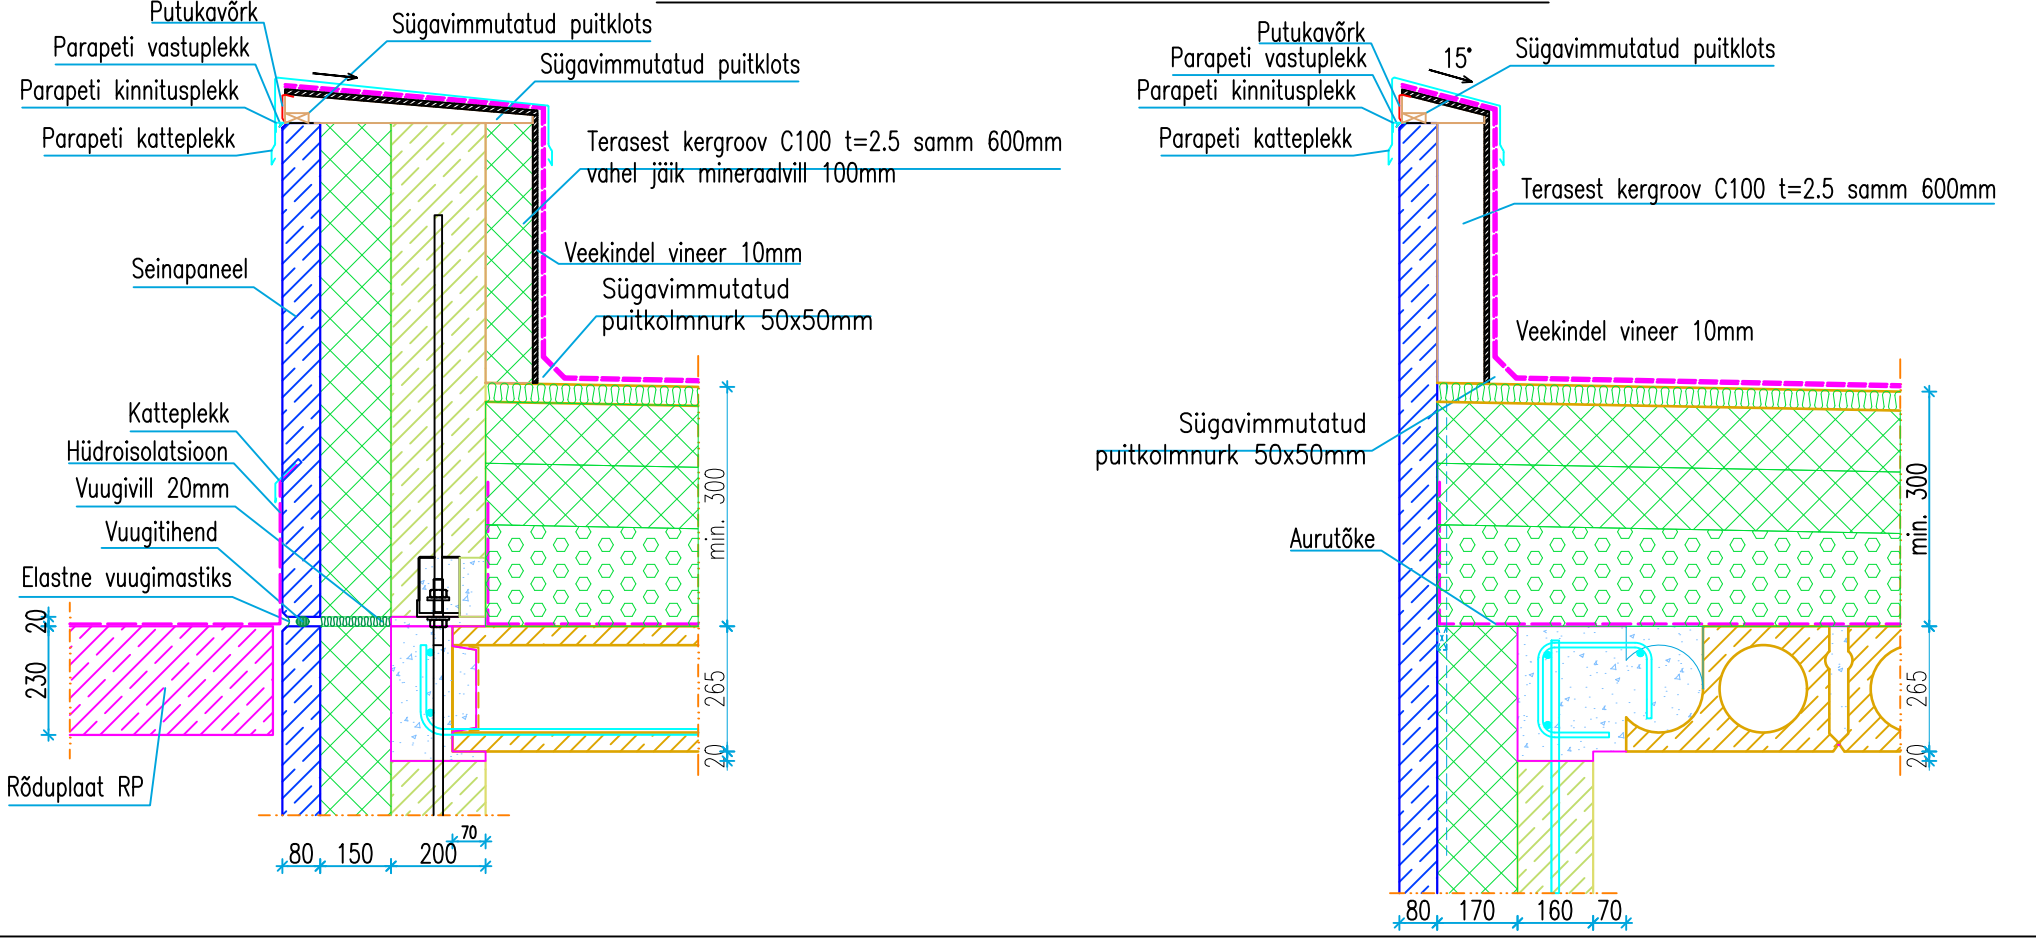 Putukavõrk
Parapeti vastuplekk
Parapeti kinnitusplekk
Parapeti katteplekk
Sügavimmutatud puitklots
Sügavimmutatud puitklots
Terasest kergroov C100 t=2.5 samm 600mm
vahel jäik mineraalvill 100mm
Veekindel vineer 10mm
Sügavimmutatud
puitkolmnurk 50x50mm
Seinapaneel
Katteplekk
Hüdroisolatsioon
Vuugivill 20mm
Vuugitihend
Elastne vuugimastiks
20
230
Rõduplaat RP
min. 300
265
20
70
80
150
200
Putukavõrk
Parapeti vastuplekk
Parapeti kinnitusplekk
Parapeti katteplekk
15°
Sügavimmutatud puitklots
Terasest kergroov C100 t=2.5 samm 600mm
Veekindel vineer 10mm
Sügavimmutatud
puitkolmnurk 50x50mm
Aurutõke
min. 300
265
20
80
170
160
70